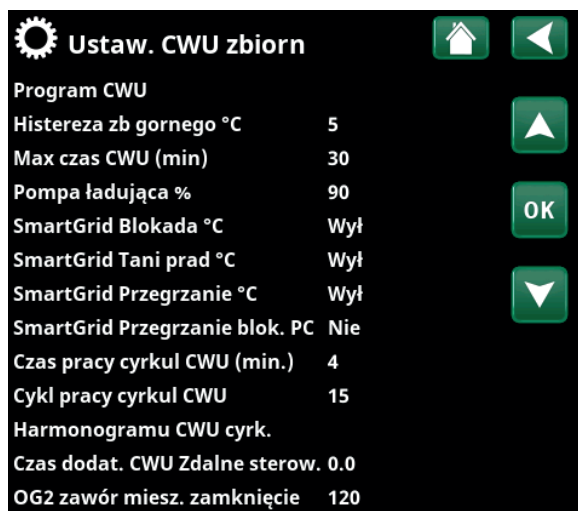 Ustaw. CWU zbiorn
Program CWU
Histereza zb gornego °C 5
Max czas CWU (min) 30
Pompa ładująca % 90
OK
SmartGrid Blokada °C Wył
SmartGrid Tani prad °C Wył
SmartGrid Przegrzanie °C Wył
SmartGrid Przegrzanie blok. PC Nie
Czas pracy cyrkul CWU (min.) 4
Cykl pracy cyrkul CWU 15
Harmonogramu CWU cyrk.
Czas dodat. CWU Zdalne sterow. 0.0
OG2 zawór miesz. zamknięcie 120